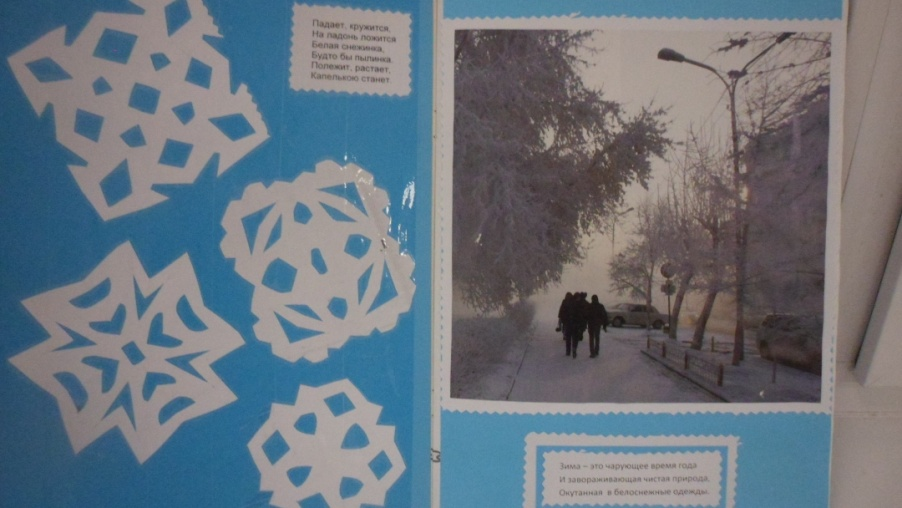 Падает, кружится,
На ладонь ложится
Белая снежинка,
Будто бы пылинка.
Полежит, растает,
Капелькою станет.
Зима – это чарующее время года
И завораживающая чистая природа,
Окутанная в белоснежные одежды.